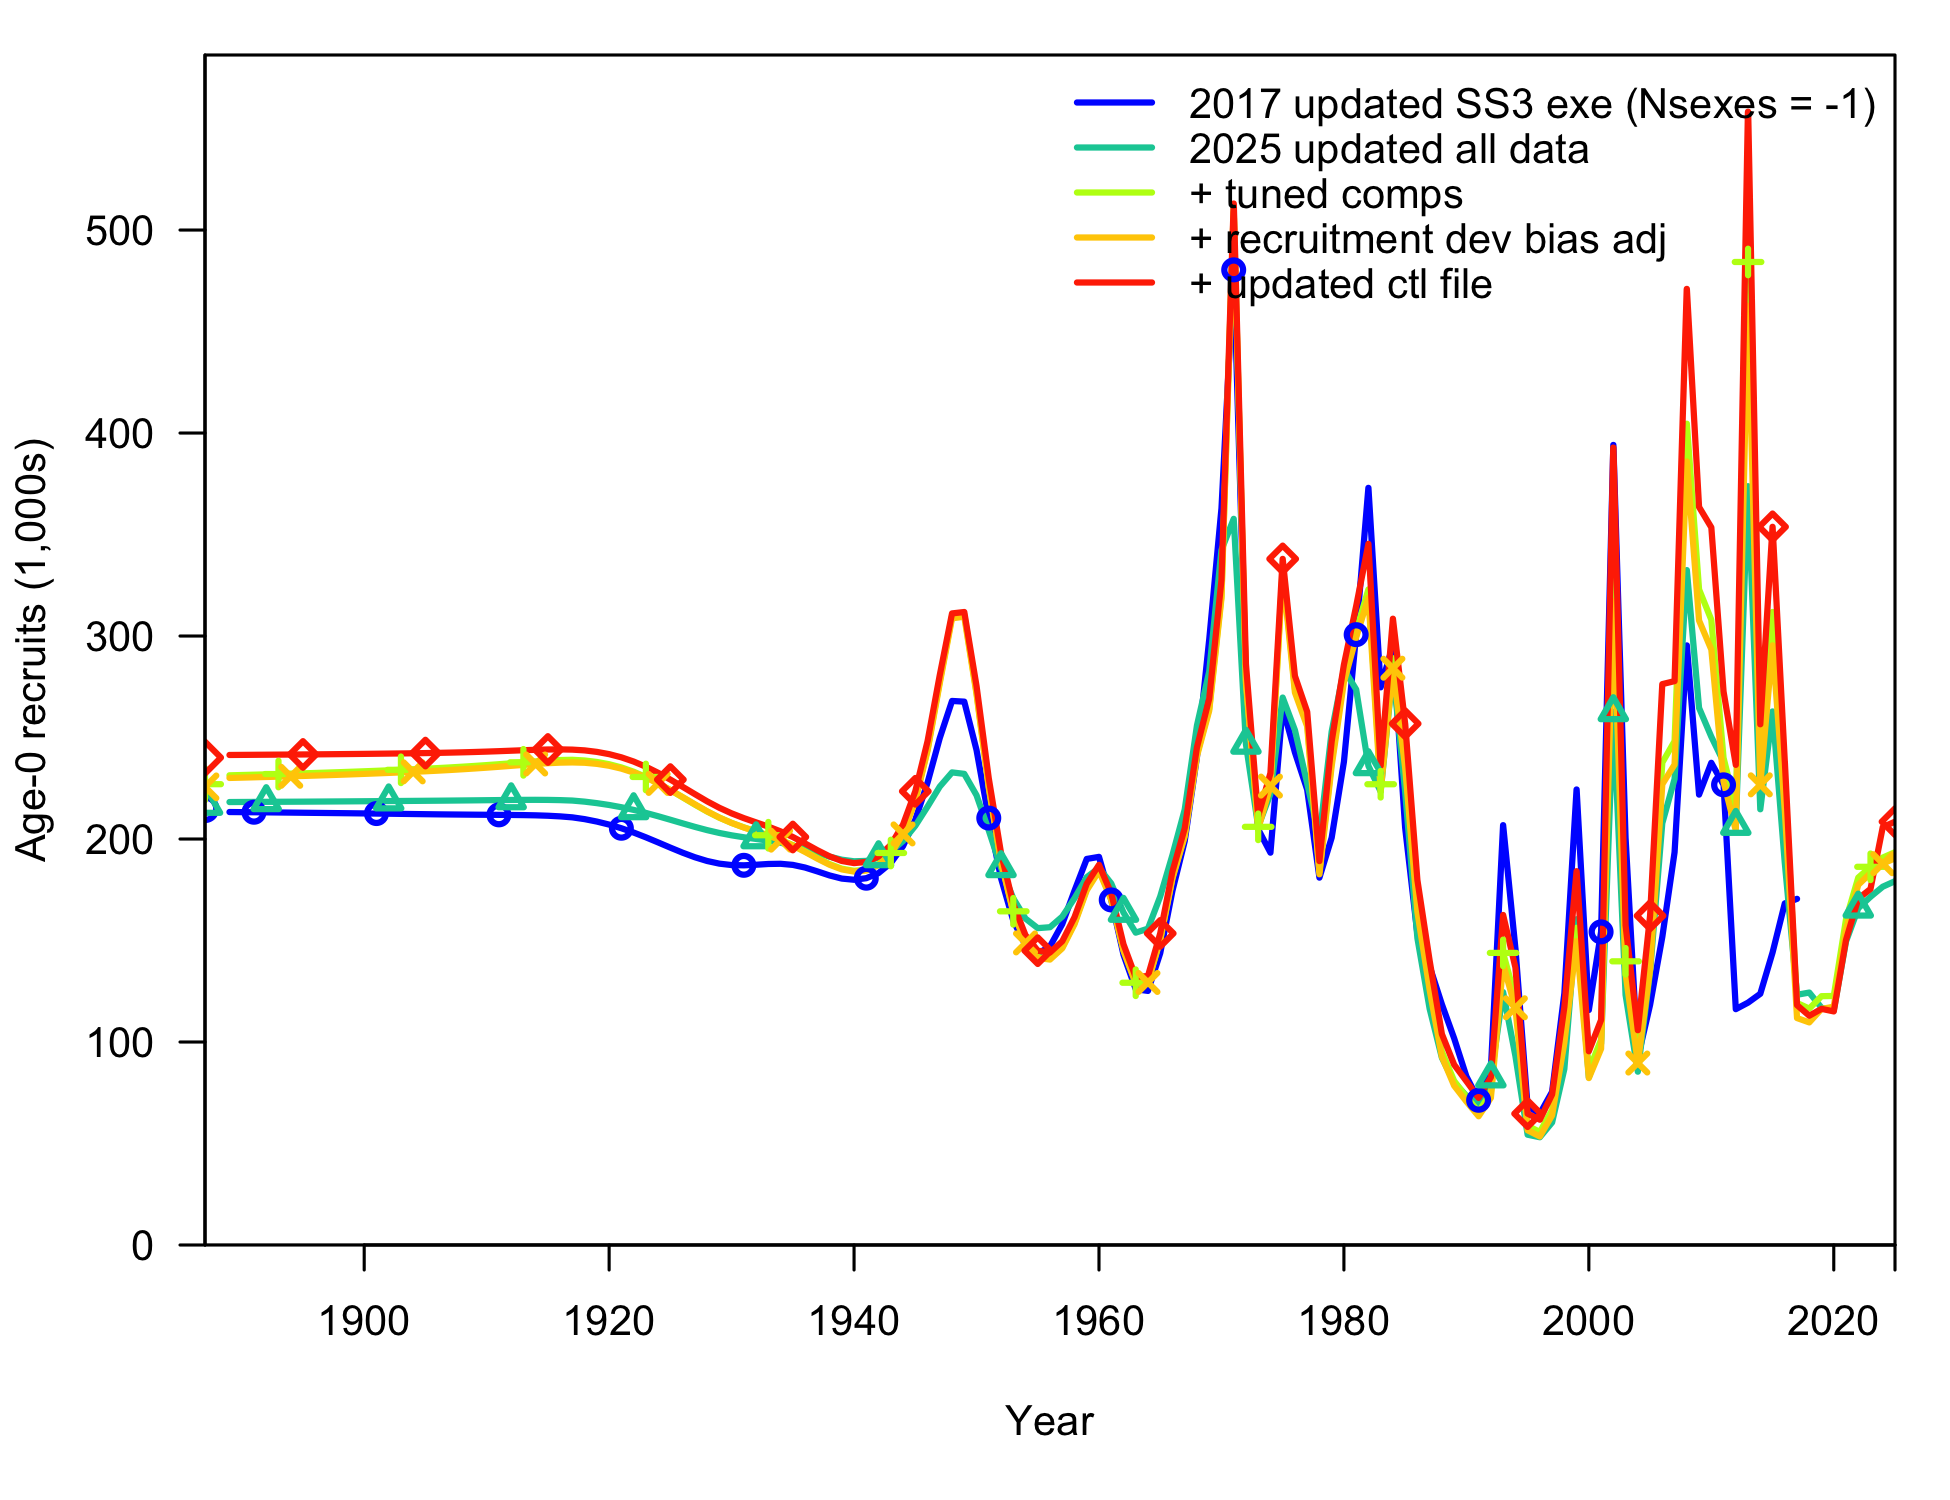 2017 updated SS3 exe (Nsexes = -1)
2025 updated all data
+ tuned comps
+ recruitment dev bias adj
+ updated ctl file
Age-0 recruits (1,000s)
500
400
300
200
100
0
1900 1920 1940 1960 1980 2000 2020
Year